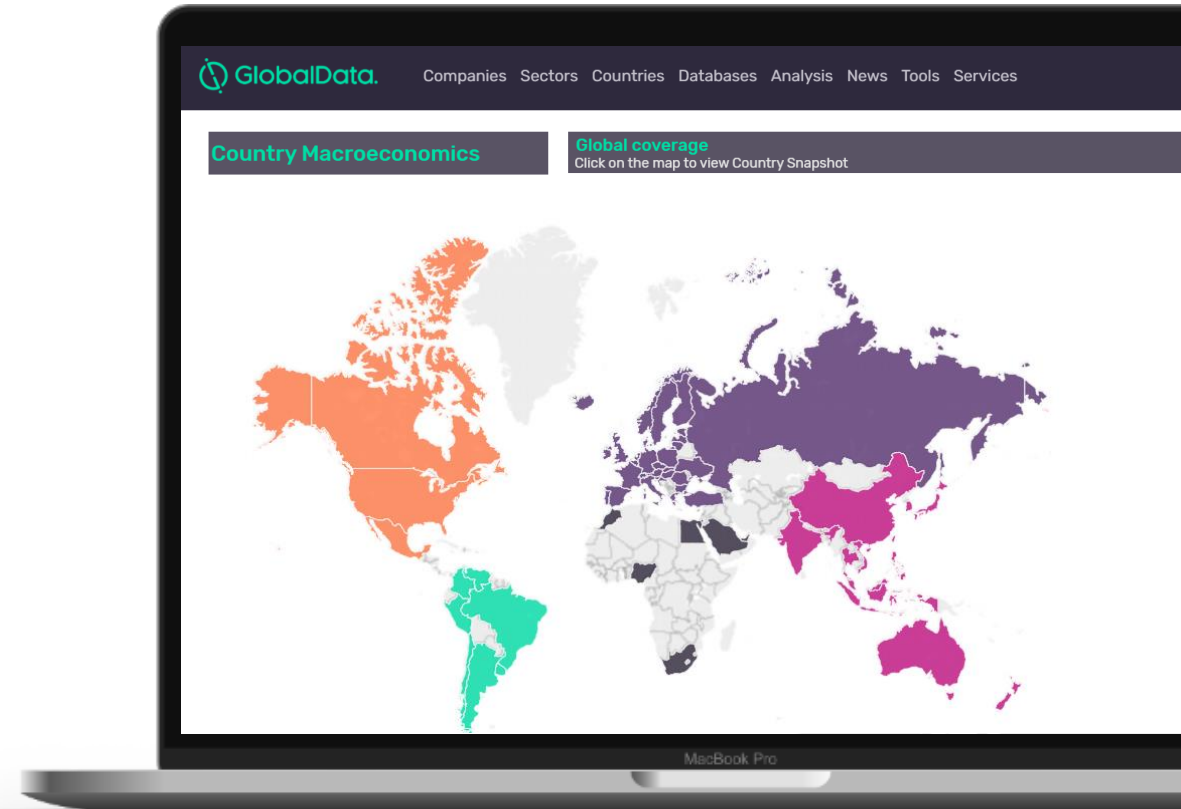 GlobalData.
Companies Sectors Countries Databases Analysis News Tools Services
Country Macroeconomics
Global coverage
Click on the map to view Country Snapshot
MacBook Pro